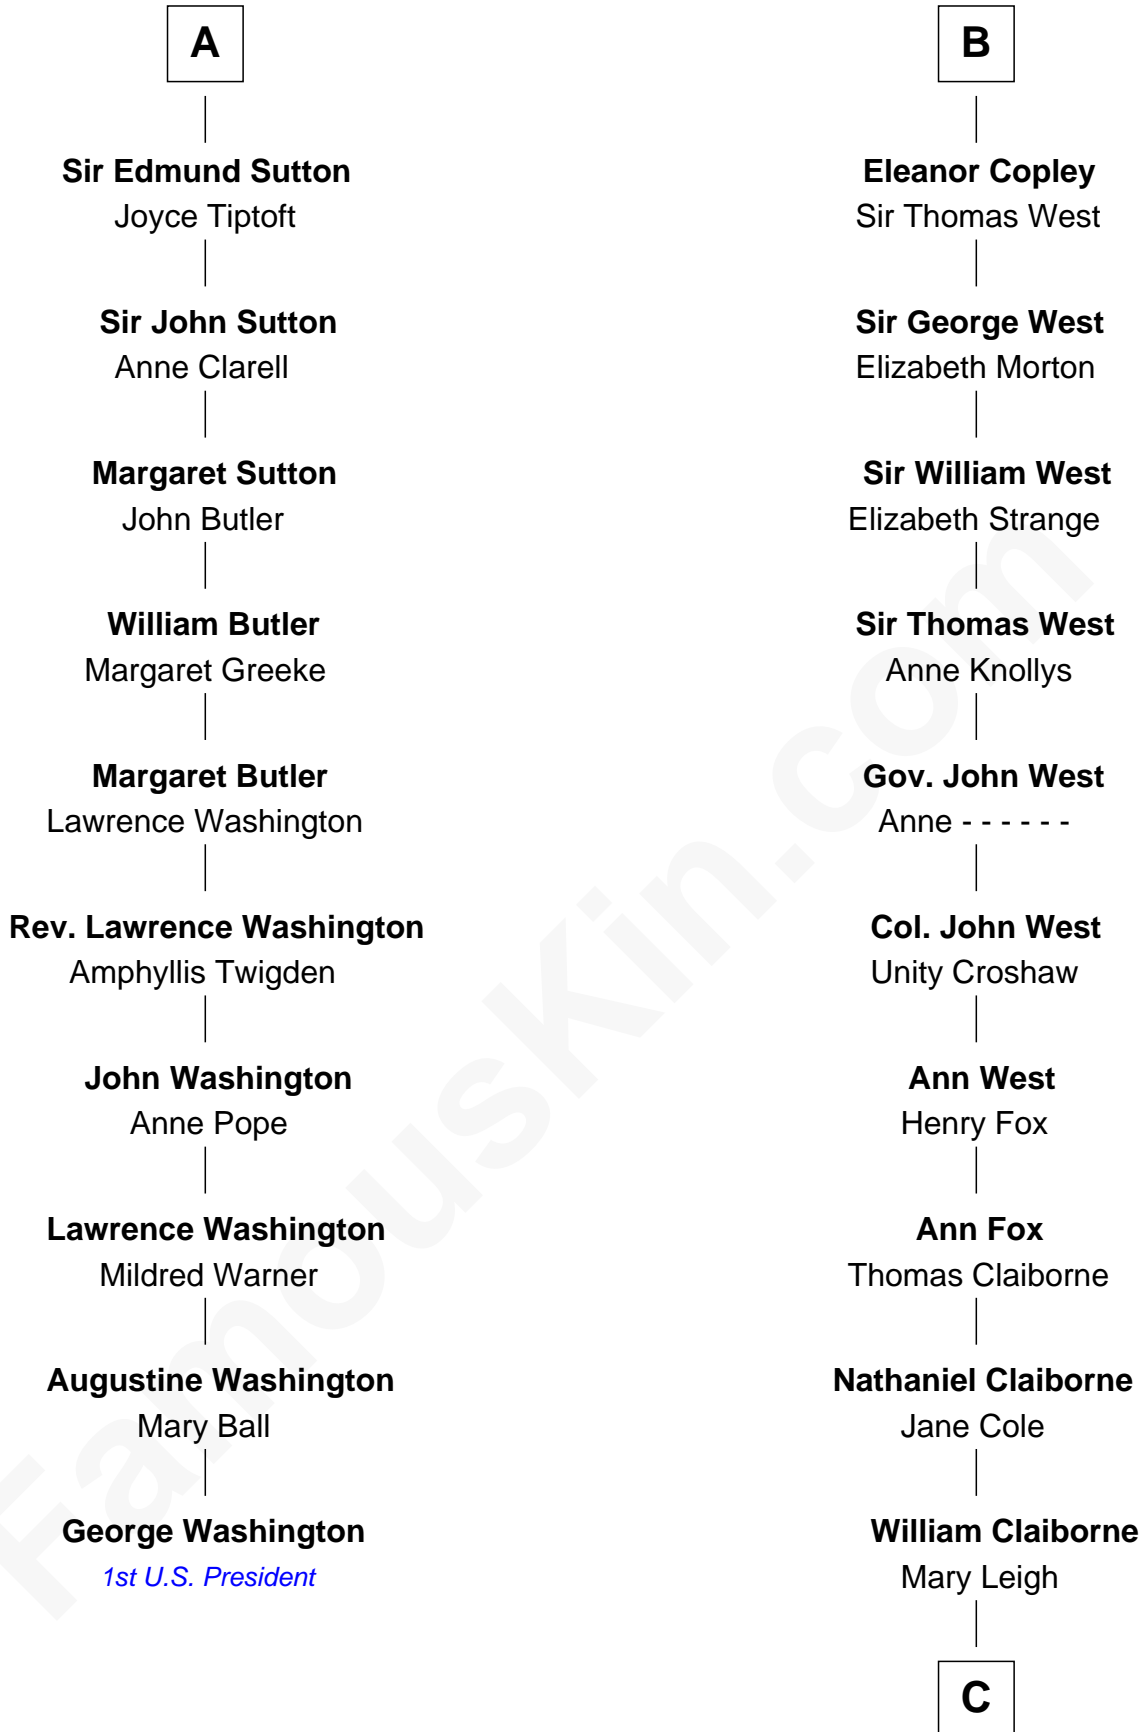 A
Sir Edmund Sutton
Joyce Tiptoft
Sir John Sutton
Anne Clarell
Margaret Sutton
John Butler
William Butler
Margaret Greeke
Margaret Butler
Lawrence Washington
Rev. Lawrence Washington
Amphyllis Twigden
John Washington
Anne Pope
Lawrence Washington
Mildred Warner
Augustine Washington
Mary Ball
George Washington
1st U.S. President
B
Eleanor Copley
Sir Thomas West
Sir George West
Elizabeth Morton
Sir William West
Elizabeth Strange
Sir Thomas West
Anne Knollys
Gov. John West
Anne - - - - - -
Col. John West
Unity Croshaw
Ann West
Henry Fox
Ann Fox
Thomas Claiborne
Nathaniel Claiborne
Jane Cole
William Claiborne
Mary Leigh
C
FamousKin.com